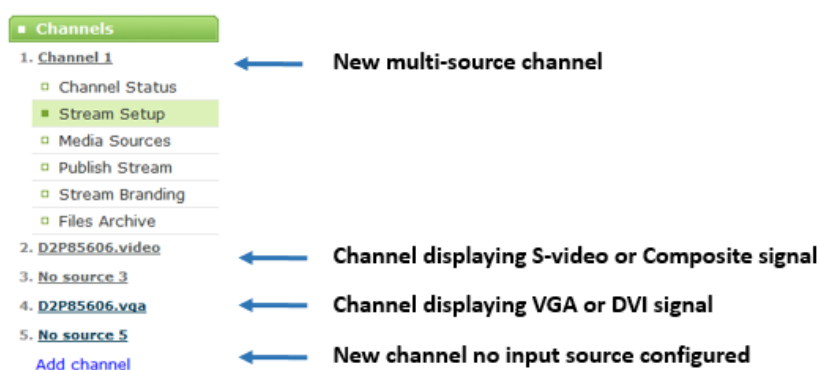 Channels
1. Channel 1
New multi-source channel
Channel Status
Stream Setup
Media Sources
Publish Stream
Stream Branding
Files Archive
2. D2P85606.video
Channel displaying S-video or Composite signal
3. No source 3
4. D2P85606.vga
Channel displaying VGA or DVI signal
5. No source 5
New channel no input source configured
Add channel